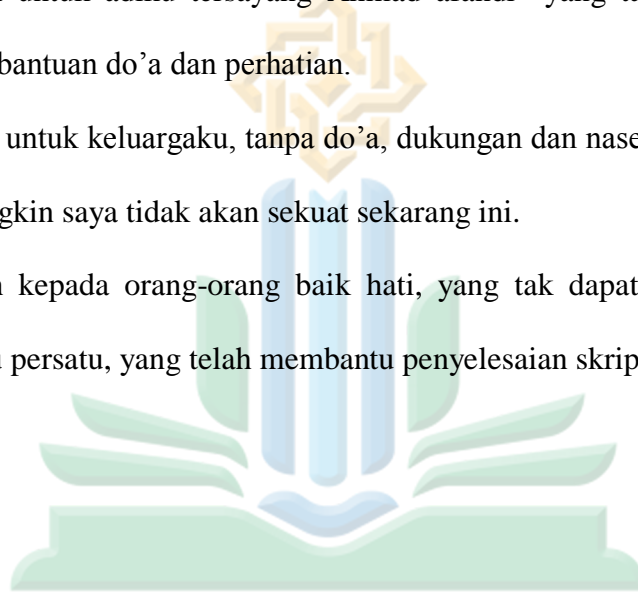 untuk
bantuan do’a dan perhatian.
untuk keluargaku, tanpa do’a, dukungan dan nase
gkin saya tidak akan sekuat sekarang ini.
kepada orang-orang baik hati, yang tak dapat
persatu, yang telah membantu penyelesaian skrip